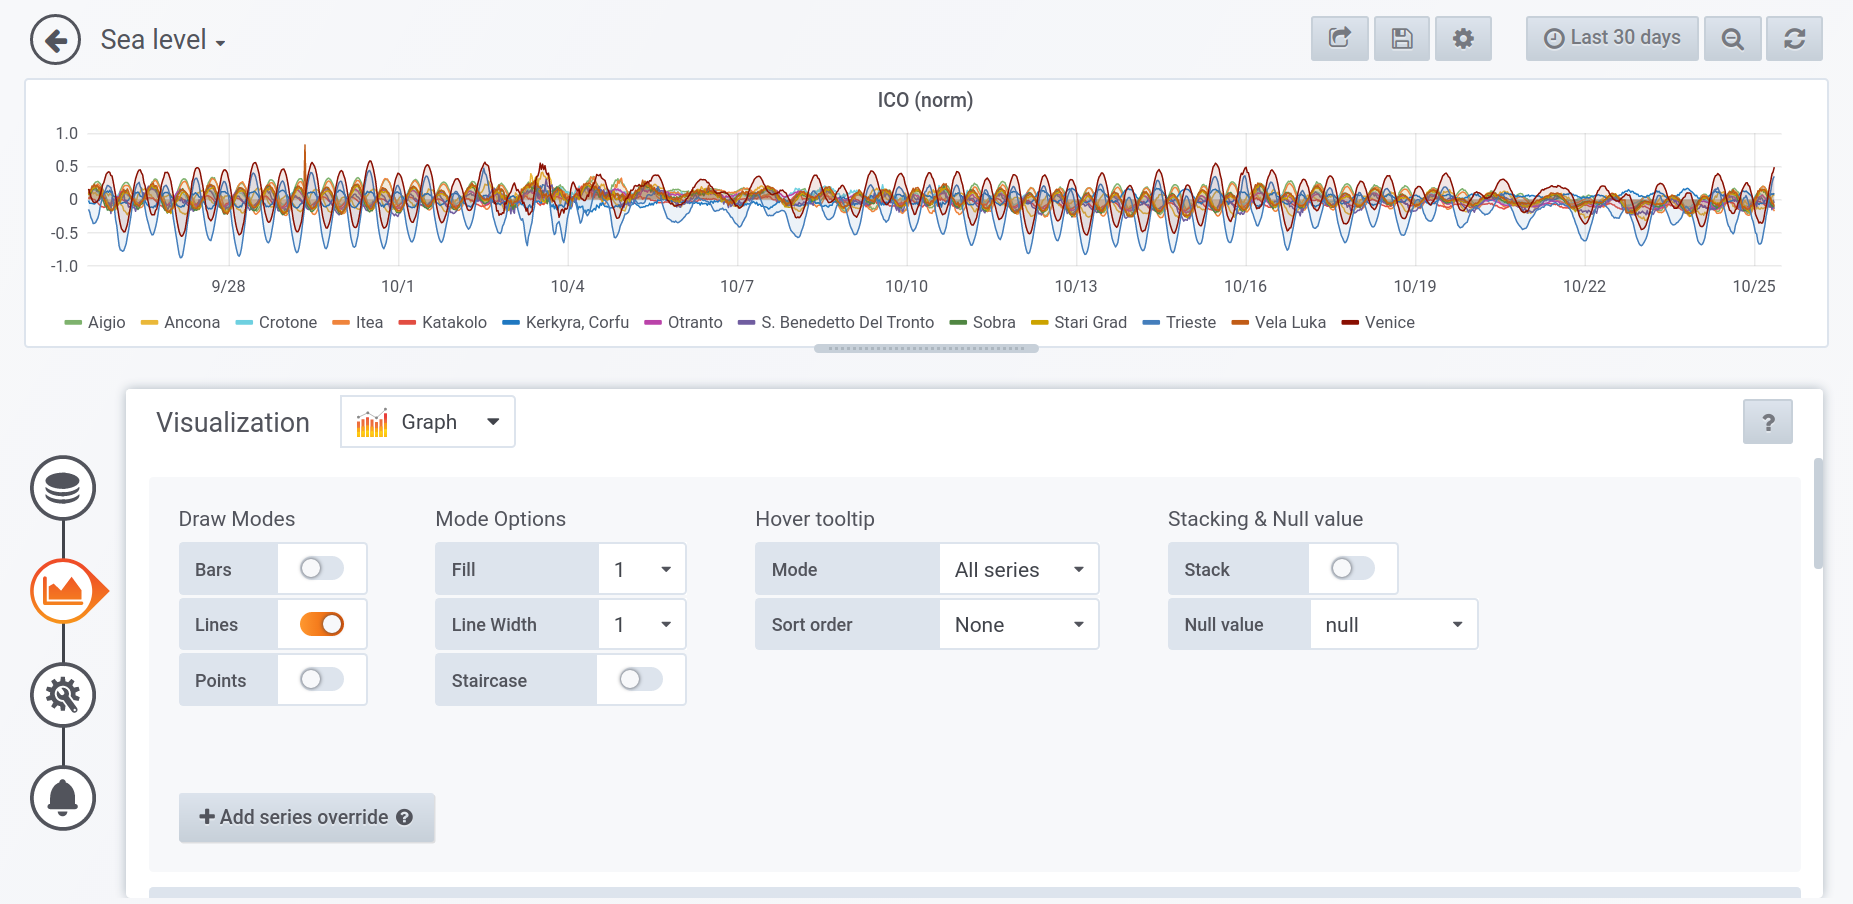 Sea level
Last 30 days
ICO (norm)
1.0
0.5
0
-0.5
-1.0
9/28 10/1 10/4 10/7 10/10 10/13 10/16 10/19 10/22 10/25
Aigio Ancona Crotone Itea Katakolo Kerkyra, Corfu Otranto S. Benedetto Del Tronto Sobra Stari Grad Trieste Vela Luka Venice
Visualization Graph ?
Draw Modes Mode Options Hover tooltip Stacking & Null value
Bars Fill 1 Mode All series Stack
Lines Line Width 1 Sort order None Null value null
Points Staircase
+ Add series override ?